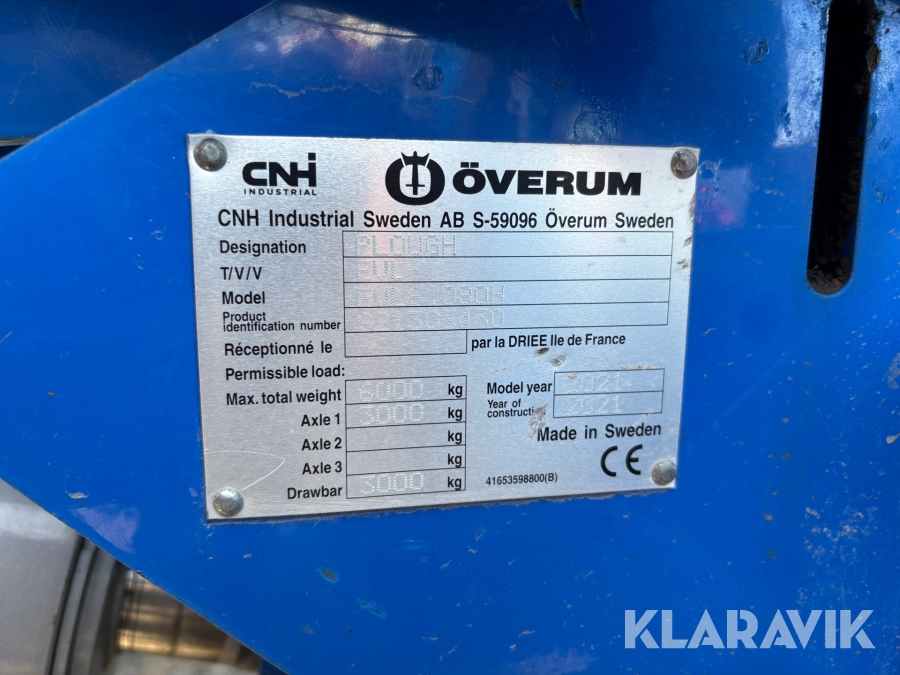 CNH
INDUSTRIAL
ÖVERUM
CNH Industrial Sweden AB S-59096 Överum Sweden
Designation PLOUGH
T/V/V
Model
Product
identification number
Réceptionné le par la DRIEE Ile de France
Permissible load:
Max. total weight 6000 kg
Model year 2021
Axle 1 3000 kg
Year of
construction 2021
Axle 2 kg
Made in Sweden
Axle 3 kg
CE
Drawbar 3000 kg
41653598800(B)
KLARAVIK